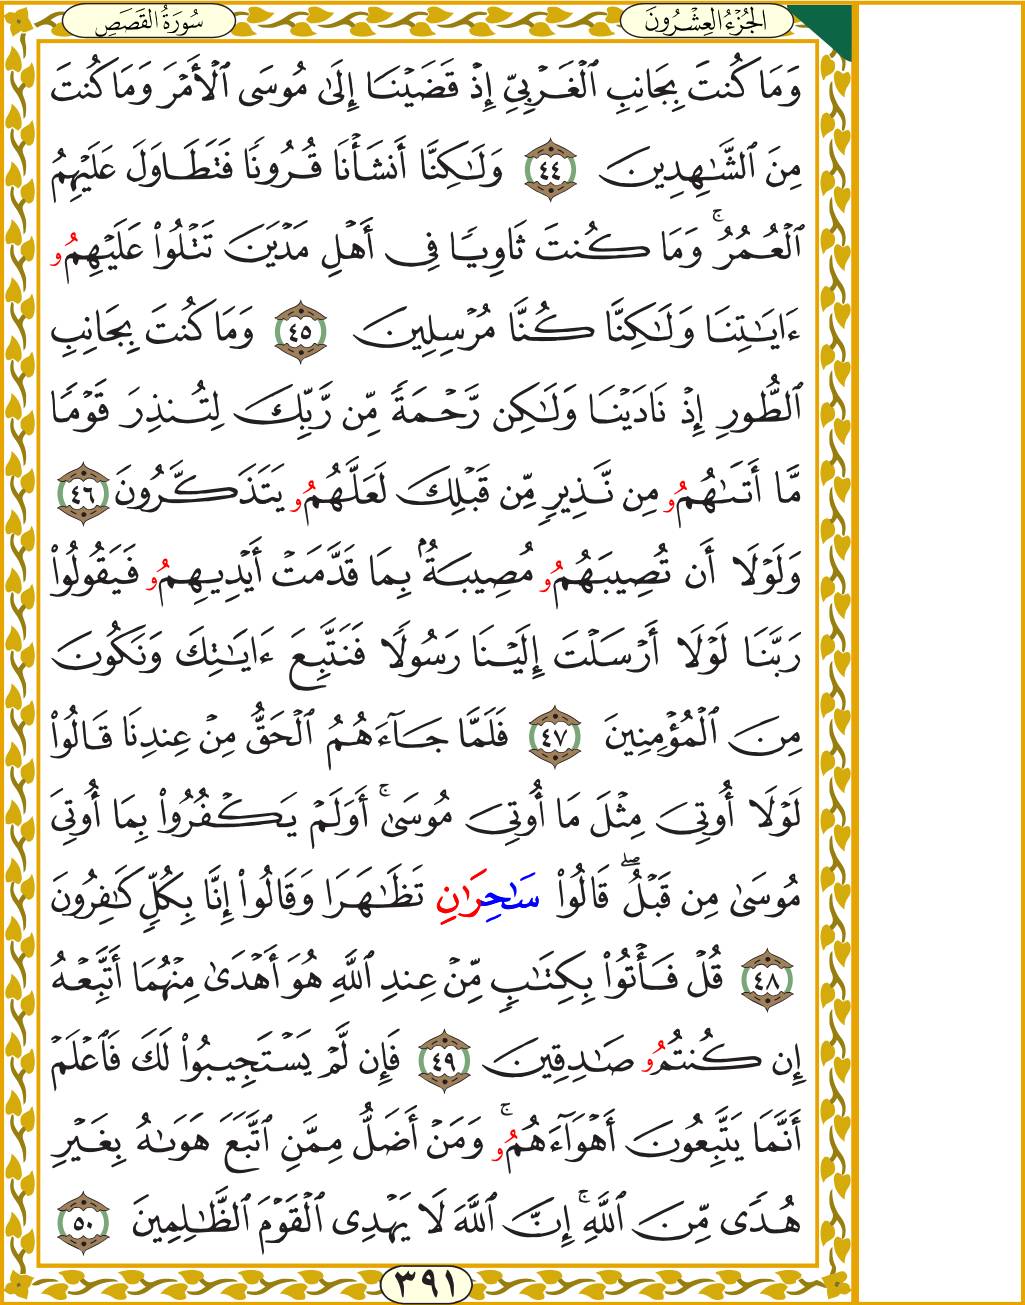 الجُزْءُ العِشْرُونَ
سُورَةُ القَصَصِ
وَمَا كُنتَ بِجَانِبِ ٱلْغَرْبِيِّ إِذْ قَضَيْنَا إِلَىٰ مُوسَى ٱلْأَمْرَ وَمَا كُنتَ
مِنَ ٱلشَّٰهِدِينَ ٤٤ وَلَٰكِنَّا أَنشَأْنَا قُرُونٗا فَتَطَاوَلَ عَلَيْهِمُ
ٱلْعُمُرُۚ وَمَا كُنتَ ثَاوِيٗا فِي أَهْلِ مَدْيَنَ تَتْلُواْ عَلَيْهِمُو
ءَايَٰتِنَا وَلَٰكِنَّا كُنَّا مُرْسِلِينَ ٤٥ وَمَا كُنتَ بِجَانِبِ
ٱلطُّورِ إِذْ نَادَيْنَا وَلَٰكِن رَّحْمَةٗ مِّن رَّبِّكَ لِتُنذِرَ قَوْمٗا
مَّا أَتَىٰهُمُو مِن نَّذِيرٖ مِّن قَبْلِكَ لَعَلَّهُمُو يَتَذَكَّرُونَ ٤٦
وَلَوْلَا أَن تُصِيبَهُمُو مُصِيبَةُۢ بِمَا قَدَّمَتْ أَيْدِيهِمُو فَيَقُولُواْ
رَبَّنَا لَوْلَا أَرْسَلْتَ إِلَيْنَا رَسُولٗا فَنَتَّبِعَ ءَايَٰتِكَ وَنَكُونَ
مِنَ ٱلْمُؤْمِنِينَ ٤٧ فَلَمَّا جَآءَهُمُ ٱلْحَقُّ مِنْ عِندِنَا قَالُواْ
لَوْلَا أُوتِيَ مِثْلَ مَا أُوتِيَ مُوسَىٰۚ أَوَلَمْ يَكْفُرُواْ بِمَا أُوتِيَ
مُوسَىٰ مِن قَبْلُۖ قَالُواْ سَٰحِرَٰنِ تَظَٰهَرَا وَقَالُواْ إِنَّا بِكُلّٖ كَٰفِرُونَ
٤٨ قُلْ فَأْتُواْ بِكِتَٰبٖ مِّنْ عِندِ ٱللَّهِ هُوَ أَهْدَىٰ مِنْهُمَا أَتَّبِعْهُ
إِن كُنتُمُو صَٰدِقِينَ ٤٩ فَإِن لَّمْ يَسْتَجِيبُواْ لَكَ فَٱعْلَمْ
أَنَّمَا يَتَّبِعُونَ أَهْوَآءَهُمُوۚ وَمَنْ أَضَلُّ مِمَّنِ ٱتَّبَعَ هَوَىٰهُ بِغَيْرِ
هُدٗى مِّنَ ٱللَّهِۚ إِنَّ ٱللَّهَ لَا يَهْدِي ٱلْقَوْمَ ٱلظَّٰلِمِينَ ٥٠
٣٩١